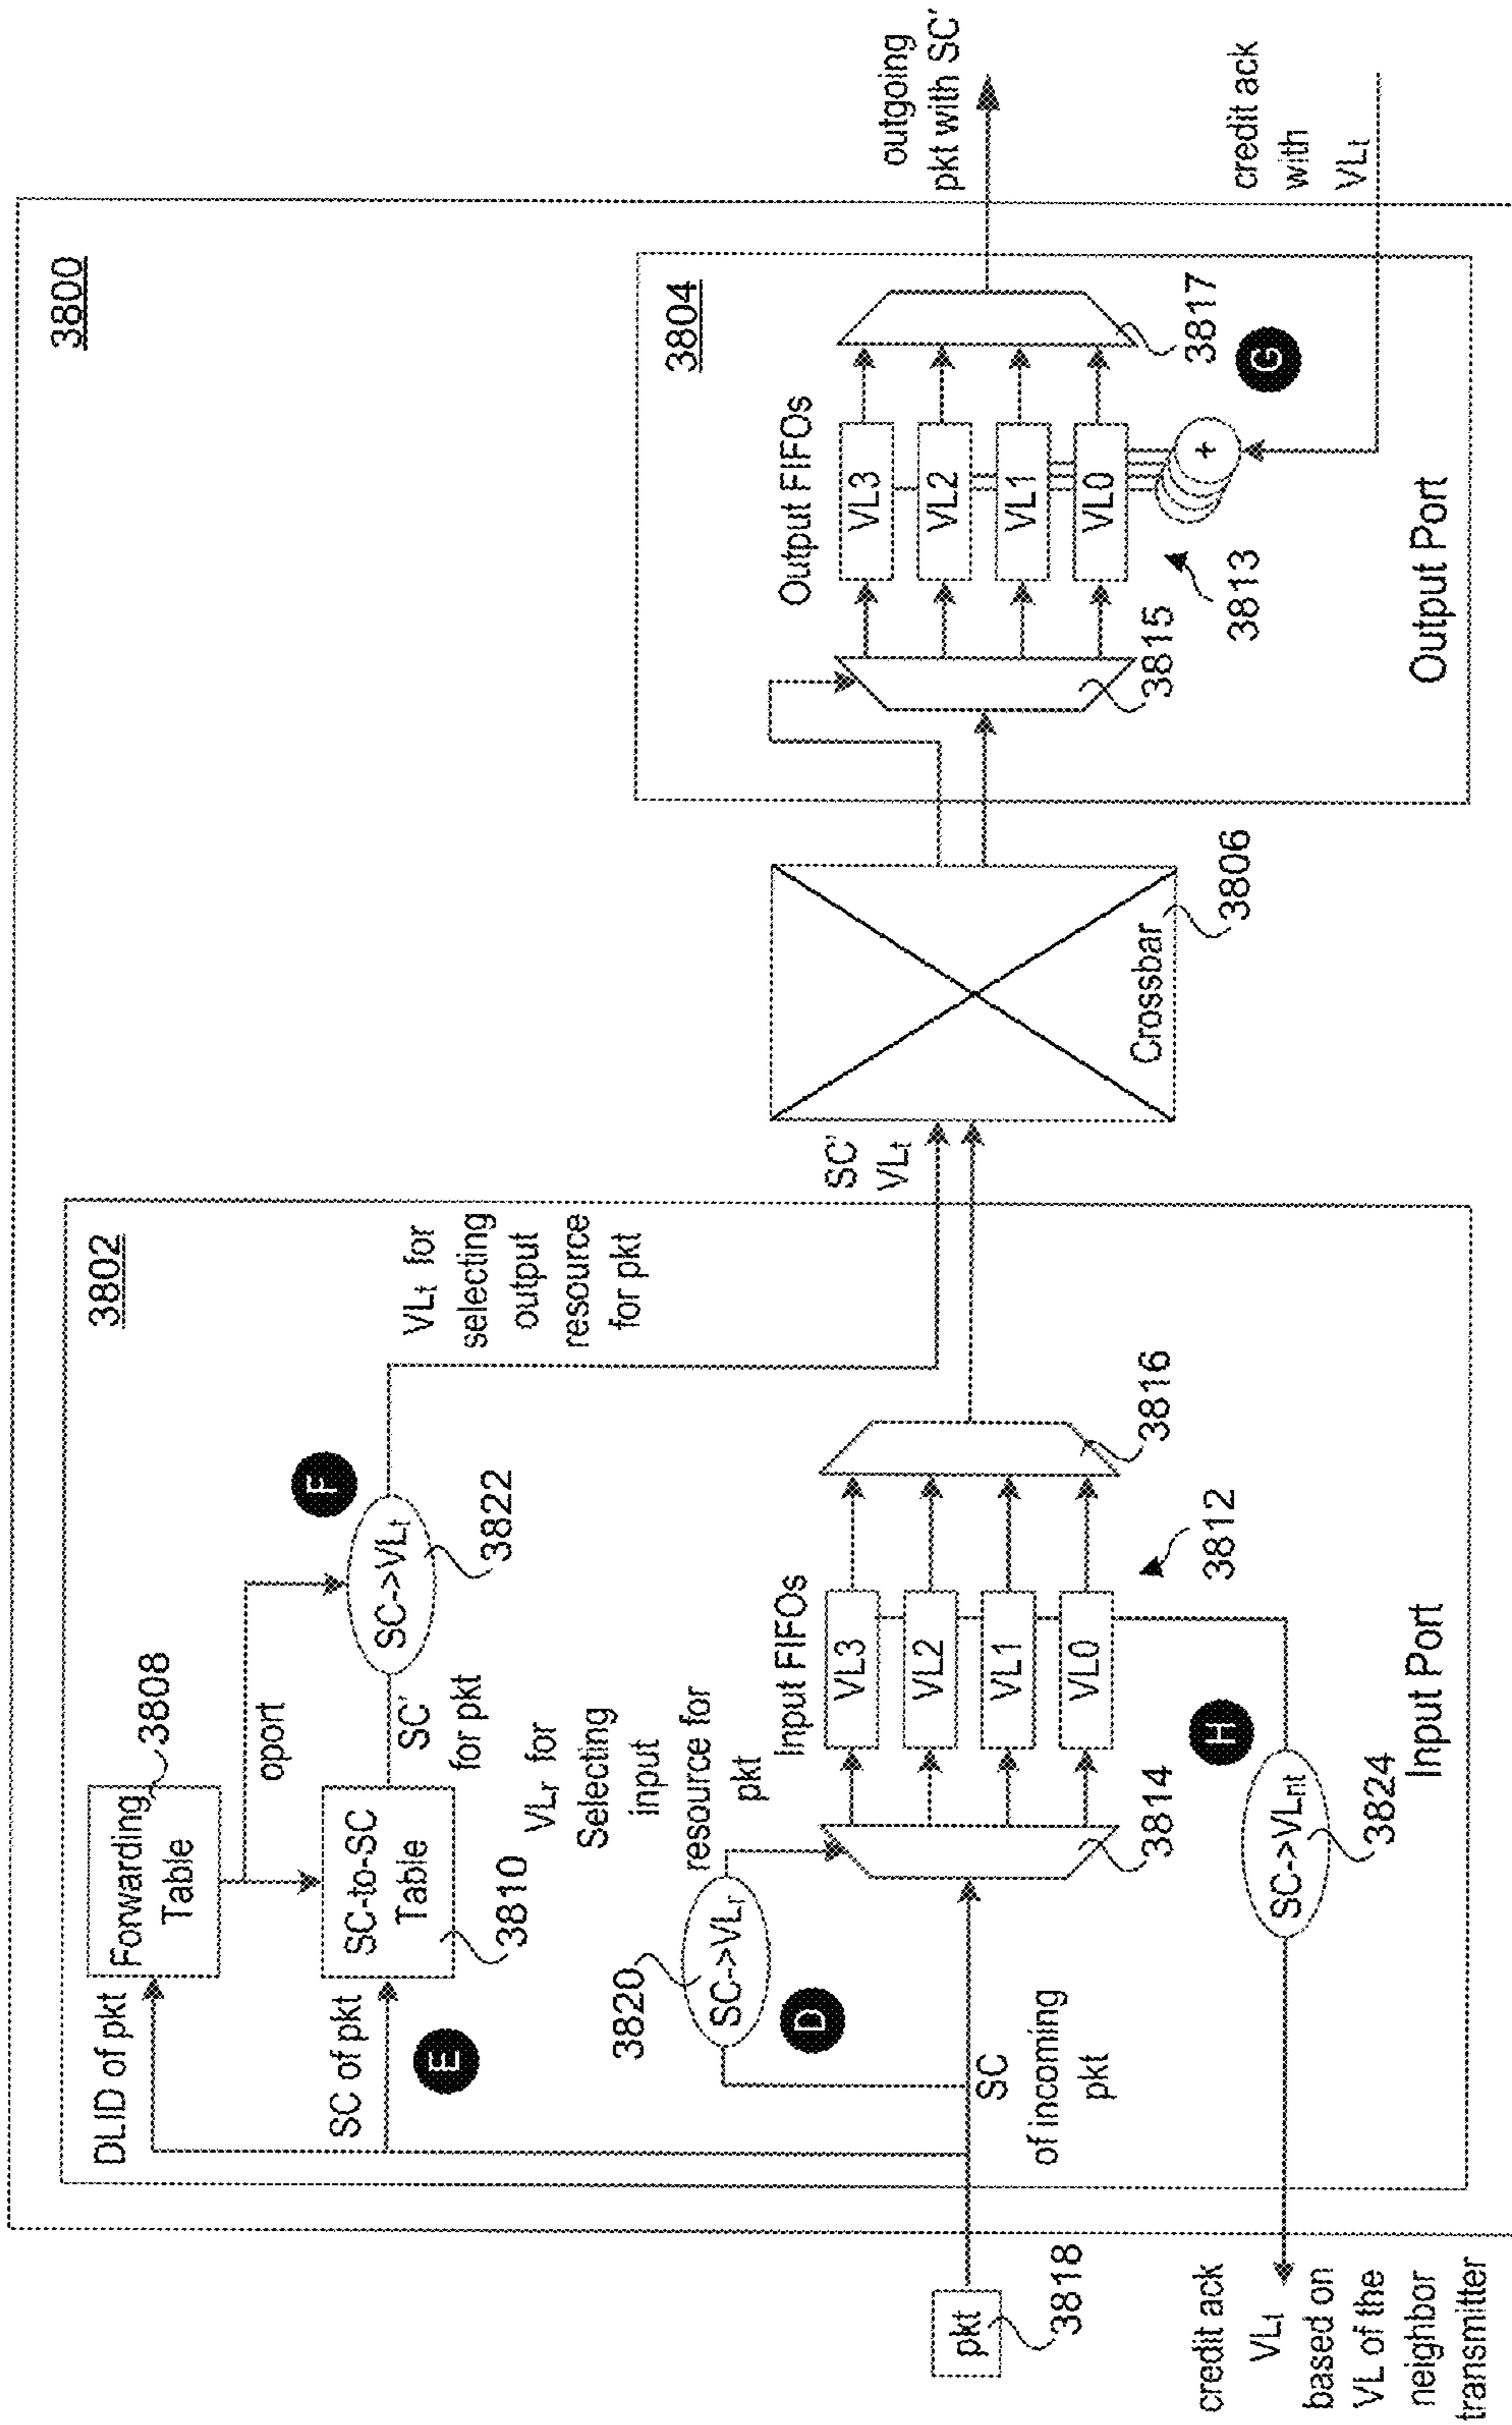 3800
3802
DLID of pkt
Forwarding
Table
3808
oport
SC of pkt
E
SC-to-SC
Table
3810
SC'
for pkt
SC->VLt
3822
F
VLt for
selecting
output
resource
for pkt
3820
SC->VLr
D
VLr for
Selecting
input
resource for
pkt
SC
of incoming
pkt
pkt
3818
3814
Input FIFOs
VL3
VL2
VL1
VL0
3812
3816
H
SC->VLnt
3824
Input Port
credit ack
VLt
based on
VL of the
neighbor
transmitter
SC'
VLt
Crossbar
3806
3804
Output FIFOs
VL3
VL2
VL1
VL0
3815
3813
+
3817
G
Output Port
outgoing
pkt with SC'
credit ack
with
VLt